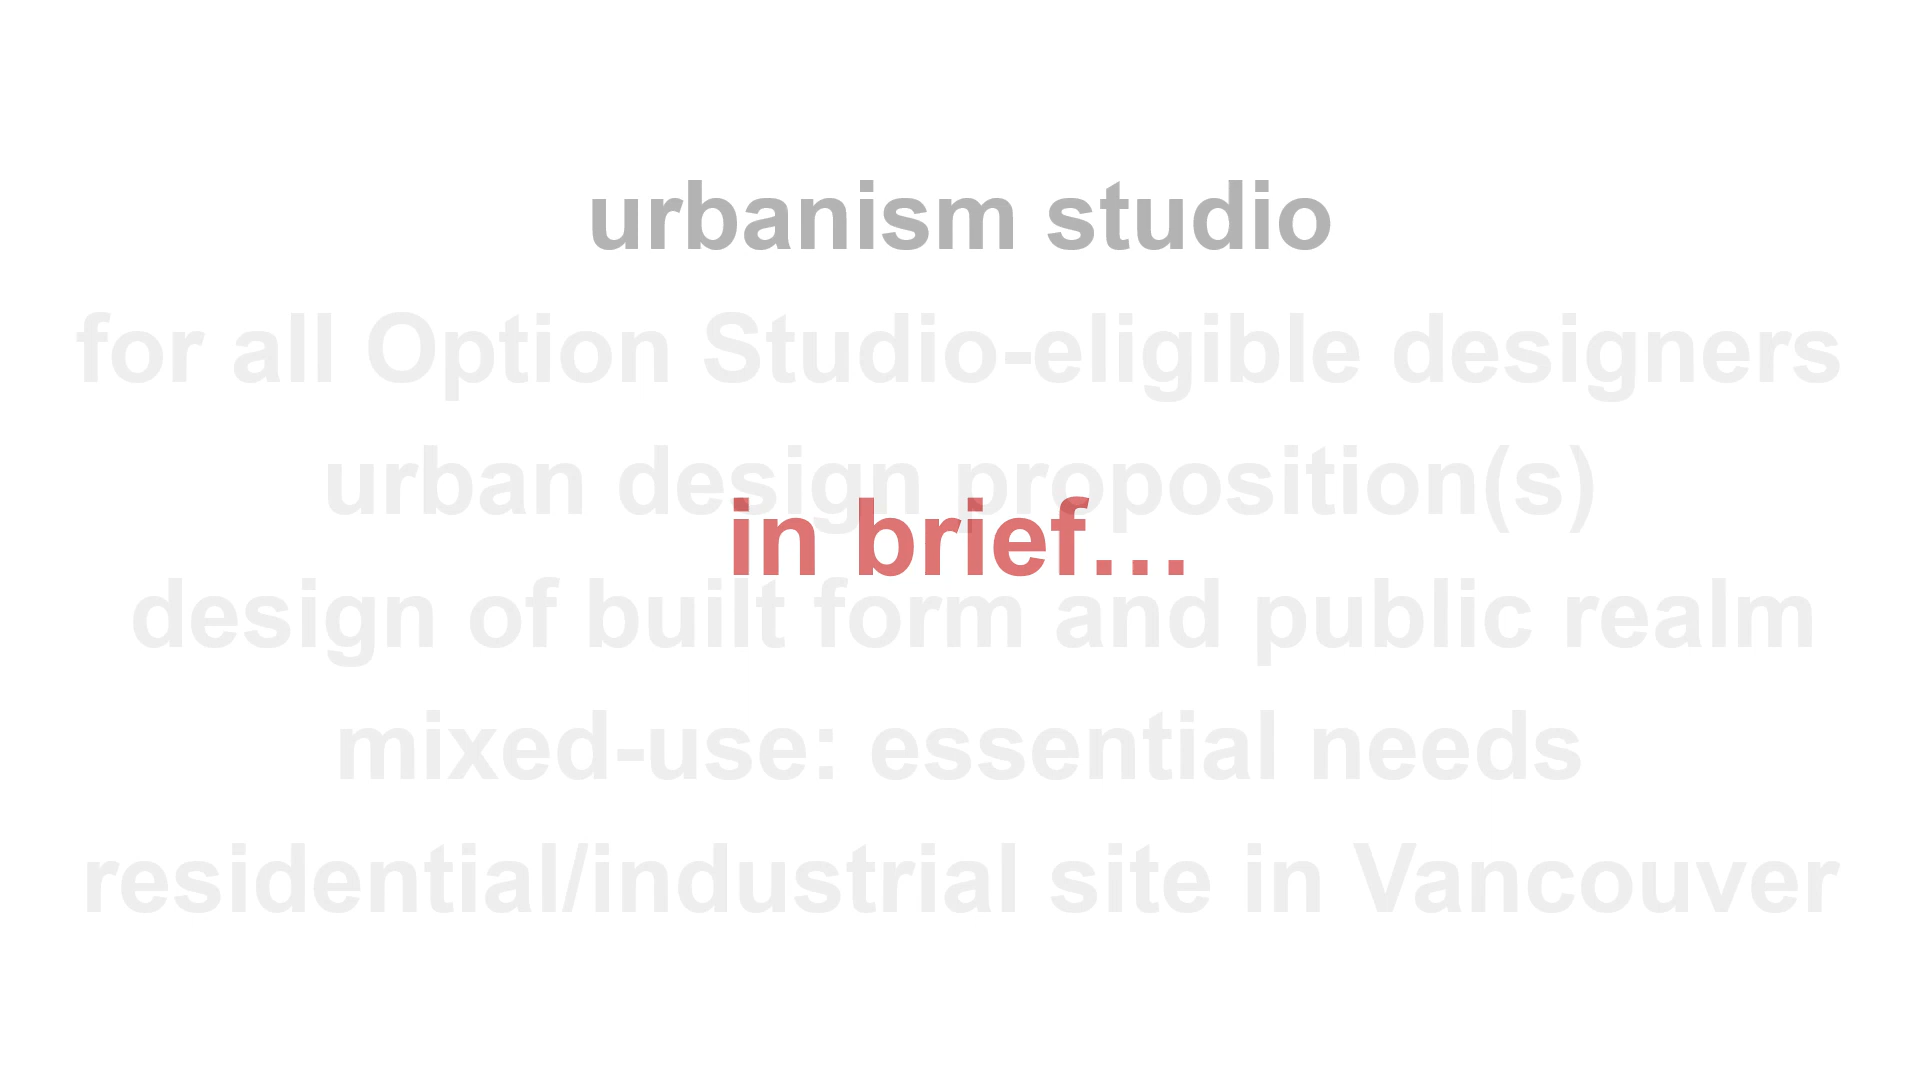 urbanism studio
for all Option Studio-eligible designers
urban design proposition(s)
in brief…
design of built form and public realm
mixed-use: essential needs
residential/industrial site in Vancouver